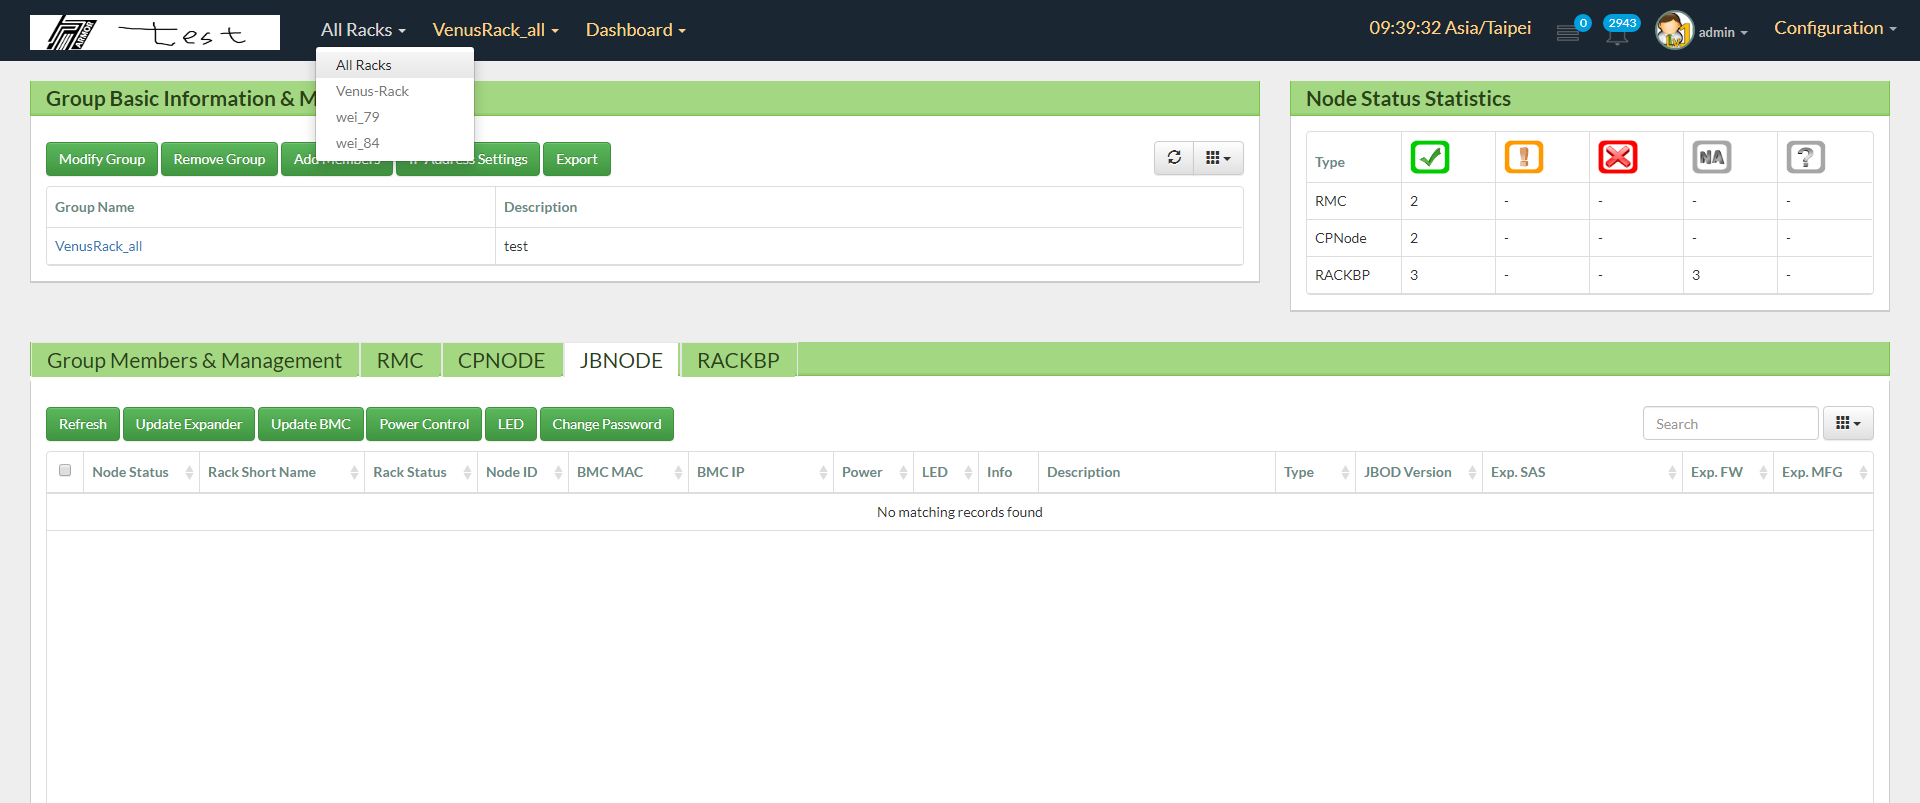 ARMOR test All Racks VenusRack_all Dashboard 09:39:32 Asia/Taipei 0 2943 admin Configuration
All Racks
Venus-Rack
wei_79
wei_84
Group Basic Information & M
Modify Group Remove Group Add Members IP Address Settings Export
Group Name Description
VenusRack_all test
Node Status Statistics
Type ! NA ?
RMC 2 - - - -
CPNode 2 - - - -
RACKBP 3 - - 3 -
Group Members & Management RMC CPNODE JBNODE RACKBP
Refresh Update Expander Update BMC Power Control LED Change Password Search
Node Status Rack Short Name Rack Status Node ID BMC MAC BMC IP Power LED Info Description Type JBOD Version Exp. SAS Exp. FW Exp. MFG
No matching records found